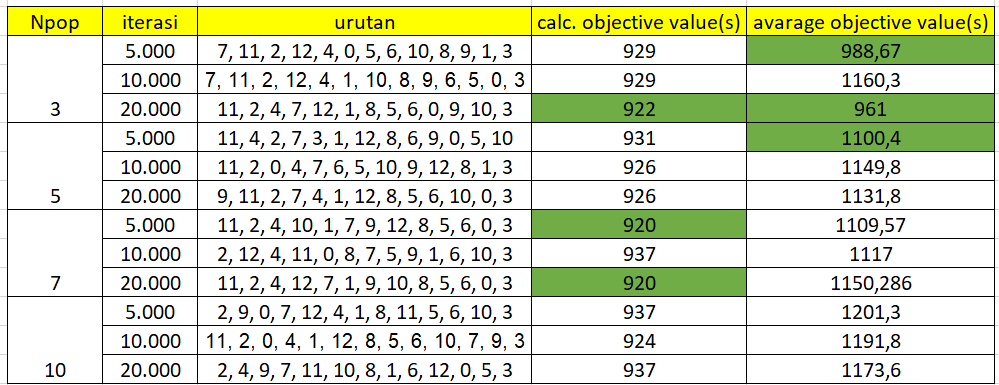 Npop iterasi urutan calc. objective value(s) avarage objective value(s)
5.000 7, 11, 2, 12, 4, 0, 5, 6, 10, 8, 9, 1, 3 929 988,67
10.000 7, 11, 2, 12, 4, 1, 10, 8, 9, 6, 5, 0, 3 929 1160,3
3 20.000 11, 2, 4, 7, 12, 1, 8, 5, 6, 0, 9, 10, 3 922 961
5.000 11, 4, 2, 7, 3, 1, 12, 8, 6, 9, 0, 5, 10 931 1100,4
10.000 11, 2, 0, 4, 7, 6, 5, 10, 9, 12, 8, 1, 3 926 1149,8
5 20.000 9, 11, 2, 7, 4, 1, 12, 8, 5, 6, 10, 0, 3 926 1131,8
5.000 11, 2, 4, 10, 1, 7, 9, 12, 8, 5, 6, 0, 3 920 1109,57
10.000 2, 12, 4, 11, 0, 8, 7, 5, 9, 1, 6, 10, 3 937 1117
7 20.000 11, 2, 4, 12, 7, 1, 9, 10, 8, 5, 6, 0, 3 920 1150,286
5.000 2, 9, 0, 7, 12, 4, 1, 8, 11, 5, 6, 10, 3 937 1201,3
10.000 11, 2, 0, 4, 1, 12, 8, 5, 6, 10, 7, 9, 3 924 1191,8
10 20.000 2, 4, 9, 7, 11, 10, 8, 1, 6, 12, 0, 5, 3 937 1173,6